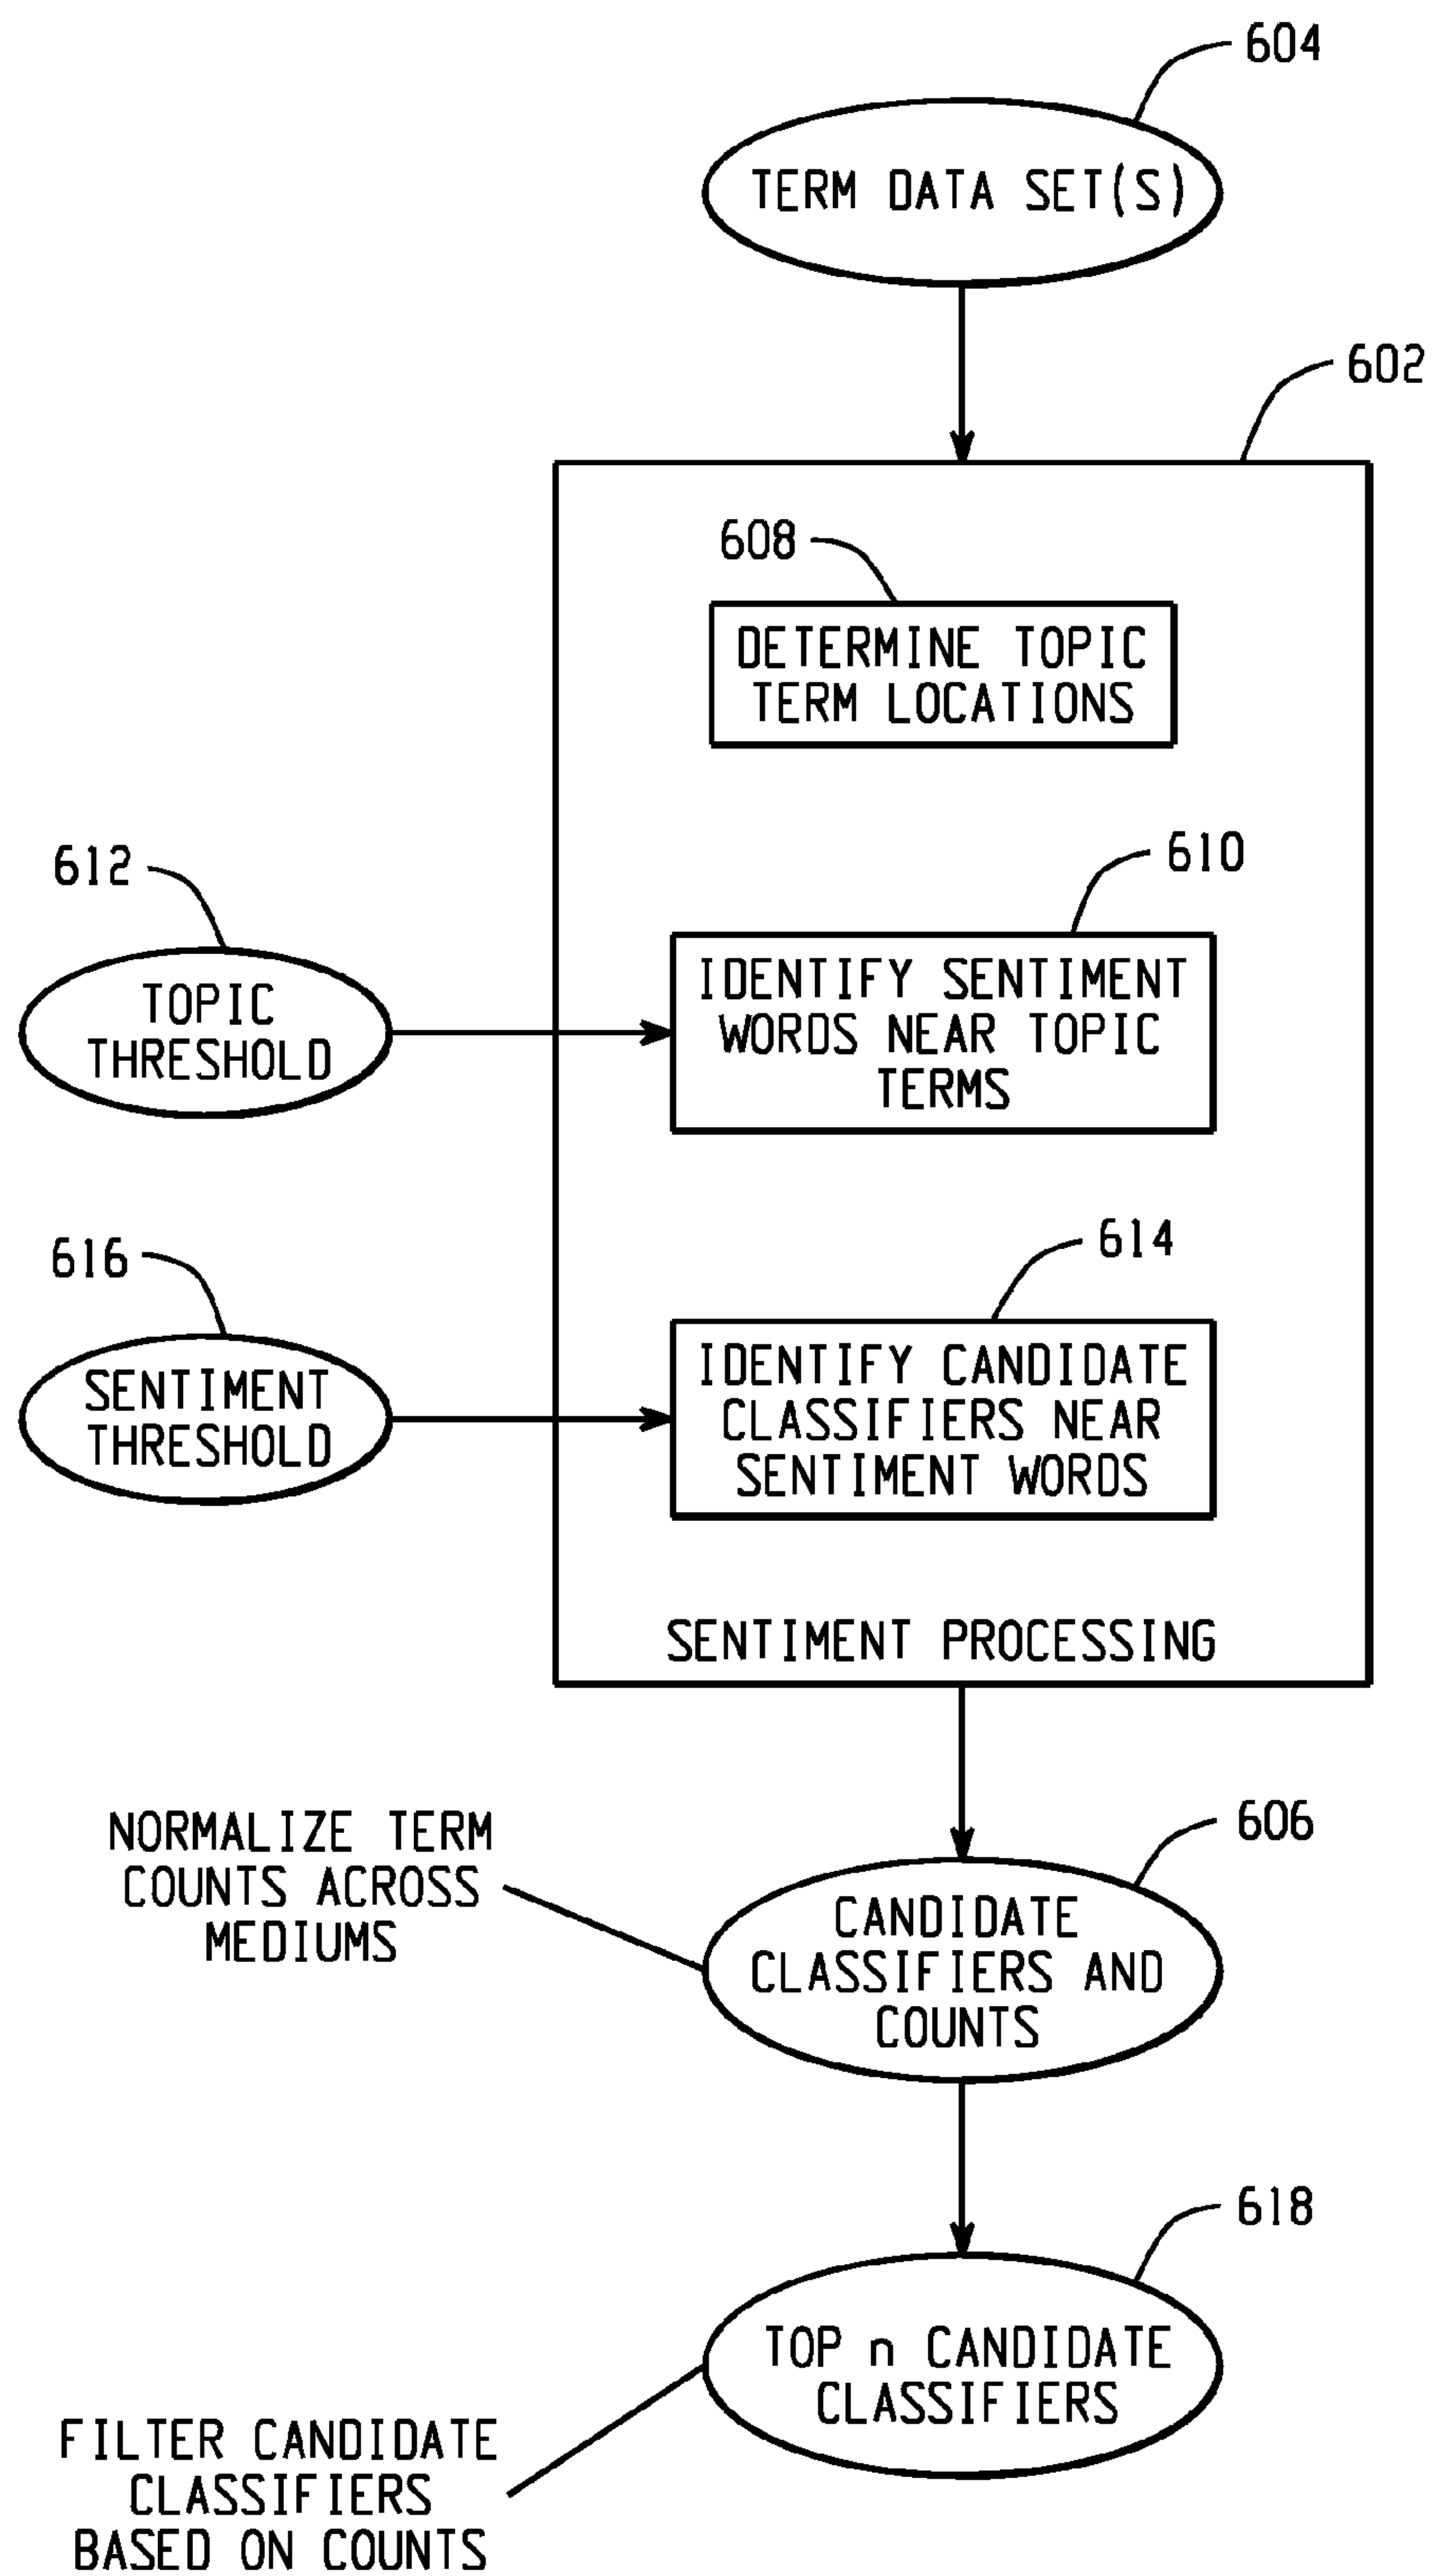 604
TERM DATA SET(S)
602
608
DETERMINE TOPIC
TERM LOCATIONS
612
610
TOPIC
THRESHOLD
IDENTIFY SENTIMENT
WORDS NEAR TOPIC
TERMS
616
614
SENTIMENT
THRESHOLD
IDENTIFY CANDIDATE
CLASSIFIERS NEAR
SENTIMENT WORDS
SENTIMENT PROCESSING
606
NORMALIZE TERM
COUNTS ACROSS
MEDIUMS
CANDIDATE
CLASSIFIERS AND
COUNTS
618
TOP n CANDIDATE
CLASSIFIERS
FILTER CANDIDATE
CLASSIFIERS
BASED ON COUNTS